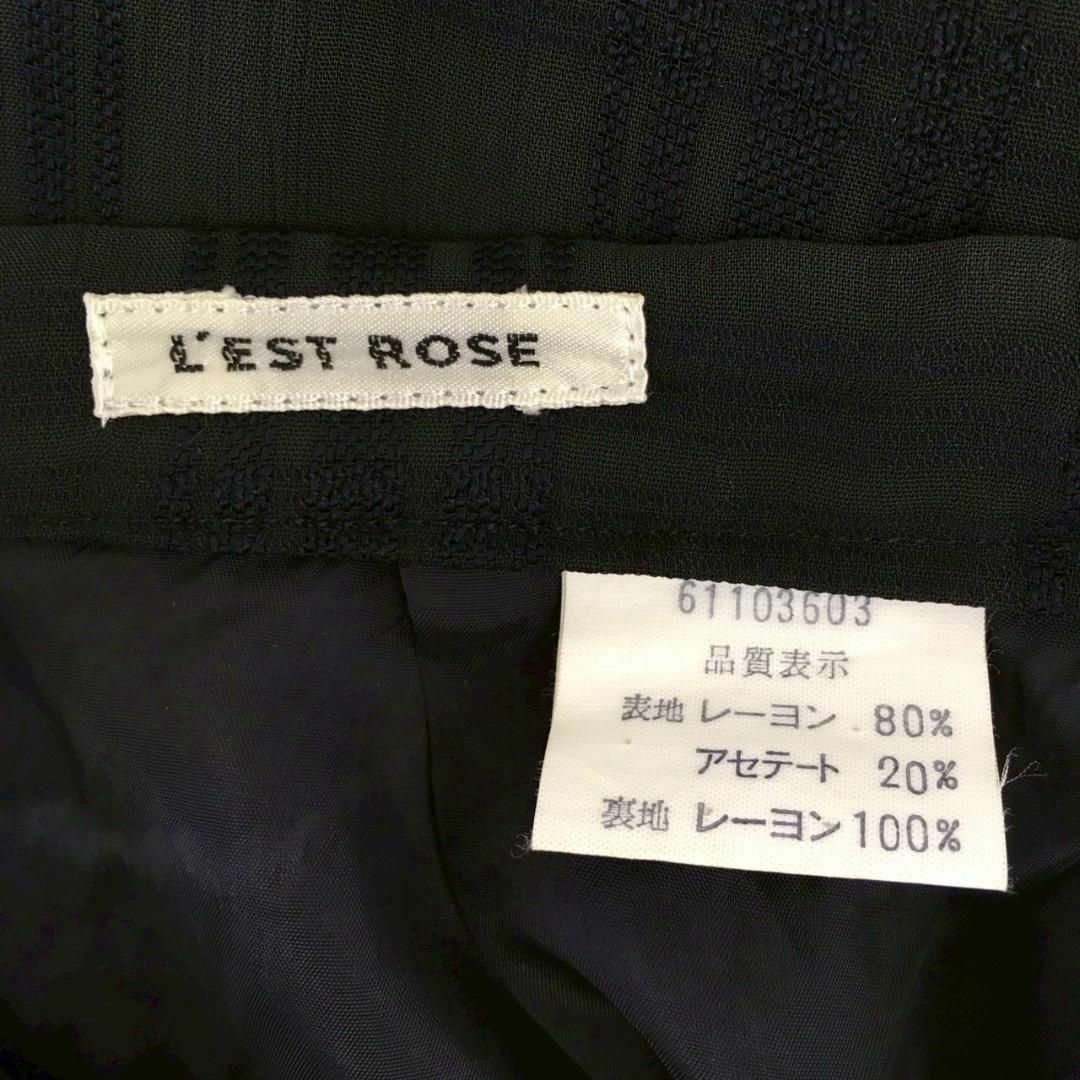 L'EST ROSE
61103603
品質表示
表地 レーヨン 80%
アセテート 20%
裏地 レーヨン 100%